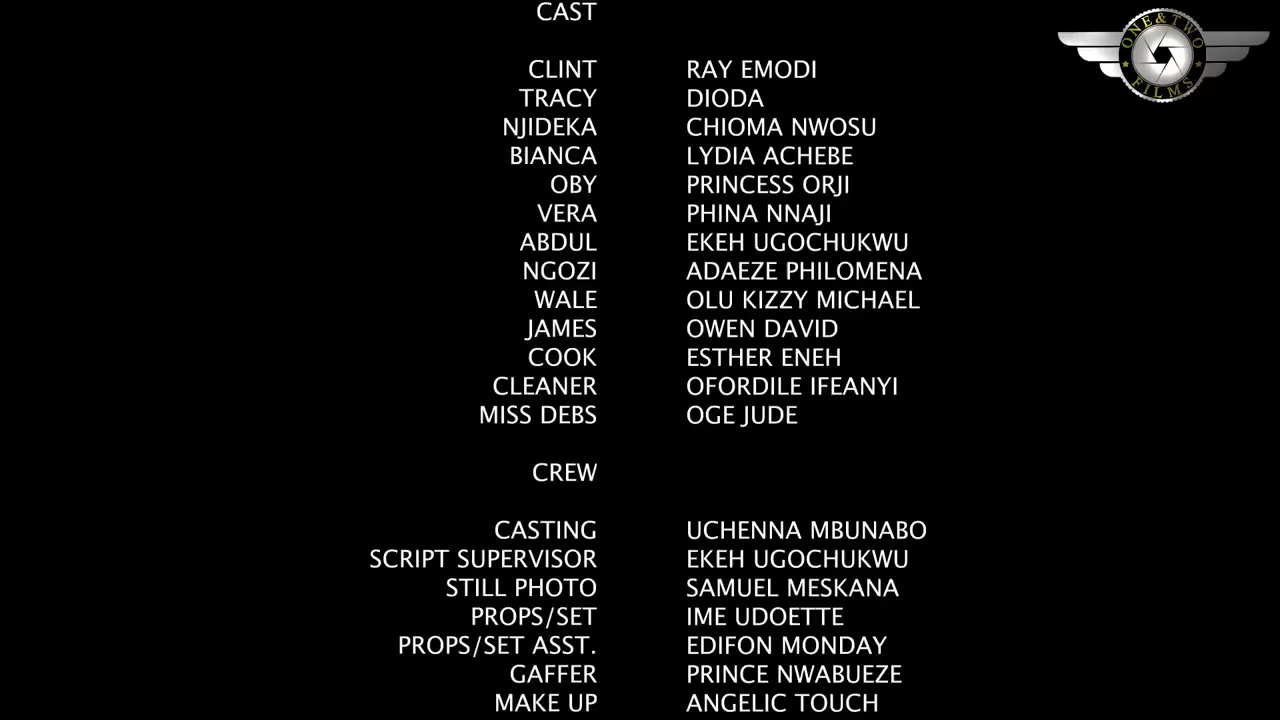 CAST
ONE&TWO
FILMS
CLINT RAY EMODI
TRACY DIODA
NJIDEKA CHIOMA NWOSU
BIANCA LYDIA ACHEBE
OBY PRINCESS ORJI
VERA PHINA NNAJI
ABDUL EKEH UGOCHUKWU
NGOZI ADAEZE PHILOMENA
WALE OLU KIZZY MICHAEL
JAMES OWEN DAVID
COOK ESTHER ENEH
CLEANER OFORDILE IFEANYI
MISS DEBS OGE JUDE
CREW
CASTING UCHENNA MBUNABO
SCRIPT SUPERVISOR EKEH UGOCHUKWU
STILL PHOTO SAMUEL MESKANA
PROPS/SET IME UDOETTE
PROPS/SET ASST. EDIFON MONDAY
GAFFER PRINCE NWABUEZE
MAKE UP ANGELIC TOUCH